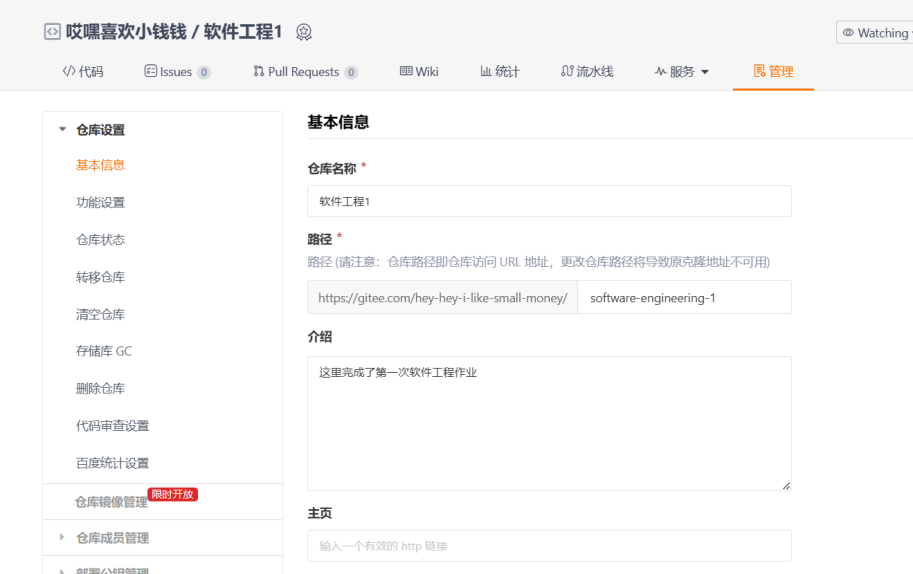 哎嘿喜欢小钱钱 / 软件工程1
Watching
代码 Issues 0 Pull Requests 0 Wiki 统计 流水线 服务 管理
仓库设置
基本信息
功能设置
仓库状态
转移仓库
清空仓库
存储库 GC
删除仓库
代码审查设置
百度统计设置
仓库镜像管理 限时开放
仓库成员管理
部署公钥管理
基本信息
仓库名称 *
软件工程1
路径 *
路径 (请注意：仓库路径即仓库访问 URL 地址，更改仓库路径将导致原克隆地址不可用)
https://gitee.com/hey-hey-i-like-small-money/ software-engineering-1
介绍
这里完成了第一次软件工程作业
主页
输入一个有效的 http 链接